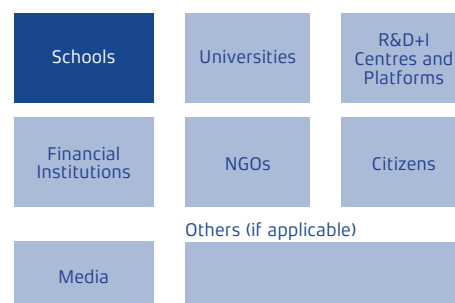 Schools
Universities
R&D+I
Centres and
Platforms
Financial
Institutions
NGOs
Citizens
Others (if applicable)
Media